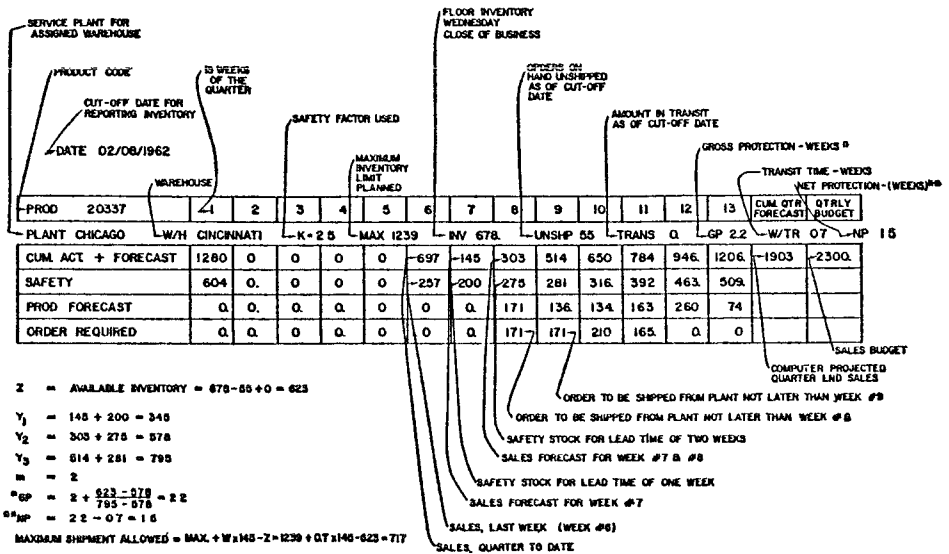 SERVICE PLANT FOR
ASSIGNED WAREHOUSE
FLOOR INVENTORY
WEDNESDAY
CLOSE OF BUSINESS
PRODUCT CODE
13 WEEKS
OF THE
QUARTER
ORDERS ON
HAND UNSHIPPED
AS OF CUT-OFF
DATE
CUT-OFF DATE FOR
REPORTING INVENTORY
SAFETY FACTOR USED
AMOUNT IN TRANSIT
AS OF CUT-OFF DATE
DATE 02/08/1962
GROSS PROTECTION - WEEKS *
MAXIMUM
INVENTORY
LIMIT
PLANNED
TRANSIT TIME - WEEKS
WAREHOUSE
NET PROTECTION - (WEEKS)**
PROD 20337 1 2 3 4 5 6 7 8 9 10 11 12 13 CUM. QTR FORECAST QTRLY BUDGET
PLANT CHICAGO W/H CINCINNATI K= 2 5 MAX 1239 INV 678. UNSHP 55 TRANS 0. GP 2.2 W/TR 07 NP 1 5
CUM. ACT. + FORECAST 1280 0 0 0 0 697 145 303 514 650 784 946. 1206. 1903 2300.
SAFETY 604 0. 0 0 0 257 200 275 281 316. 392 463. 509.
PROD FORECAST 0. 0. 0. 0. 0 0 0. 171 136. 134. 163 260 74
ORDER REQUIRED 0. 0. 0. 0. 0 0 0. 171 171 210 165. 0. 0
SALES BUDGET
COMPUTER PROJECTED
QUARTER END SALES
Z = AVAILABLE INVENTORY = 678-55+0 = 623
ORDER TO BE SHIPPED FROM PLANT NOT LATER THAN WEEK #9
Y1 = 145 + 200 = 345
ORDER TO BE SHIPPED FROM PLANT NOT LATER THAN WEEK #8
Y2 = 303 + 275 = 578
SAFETY STOCK FOR LEAD TIME OF TWO WEEKS
Y3 = 514 + 281 = 795
SALES FORECAST FOR WEEK #7 & #8
m = 2
SAFETY STOCK FOR LEAD TIME OF ONE WEEK
*GP = 2 + 623 - 578 / 795 - 578 = 2 2
SALES FORECAST FOR WEEK #7
**NP = 2 2 - 0 7 = 1 5
SALES, LAST WEEK (WEEK #6)
MAXIMUM SHIPMENT ALLOWED = MAX. + W x 145 - Z = 1239 + 0.7 x 145 - 623 = 717
SALES, QUARTER TO DATE